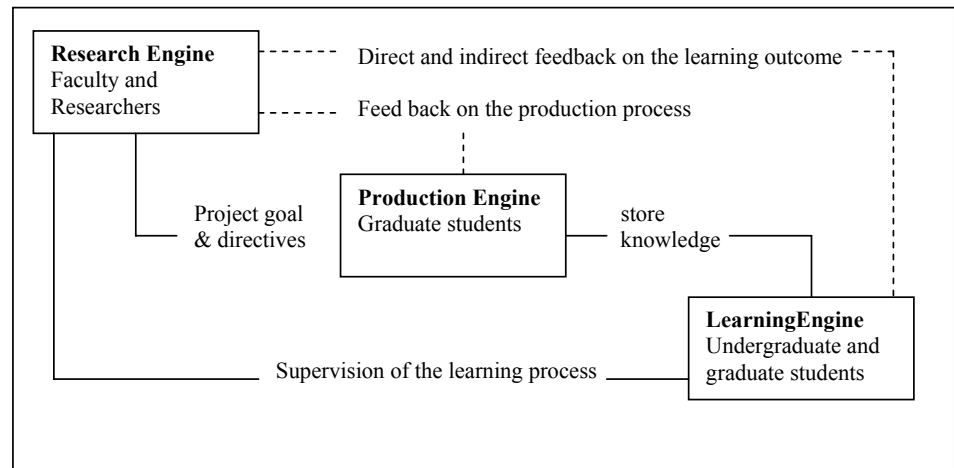 Research Engine
Faculty and
Researchers
Direct and indirect feedback on the learning outcome
Feed back on the production process
Project goal
& directives
Production Engine
Graduate students
store
knowledge
LearningEngine
Undergraduate and
graduate students
Supervision of the learning process